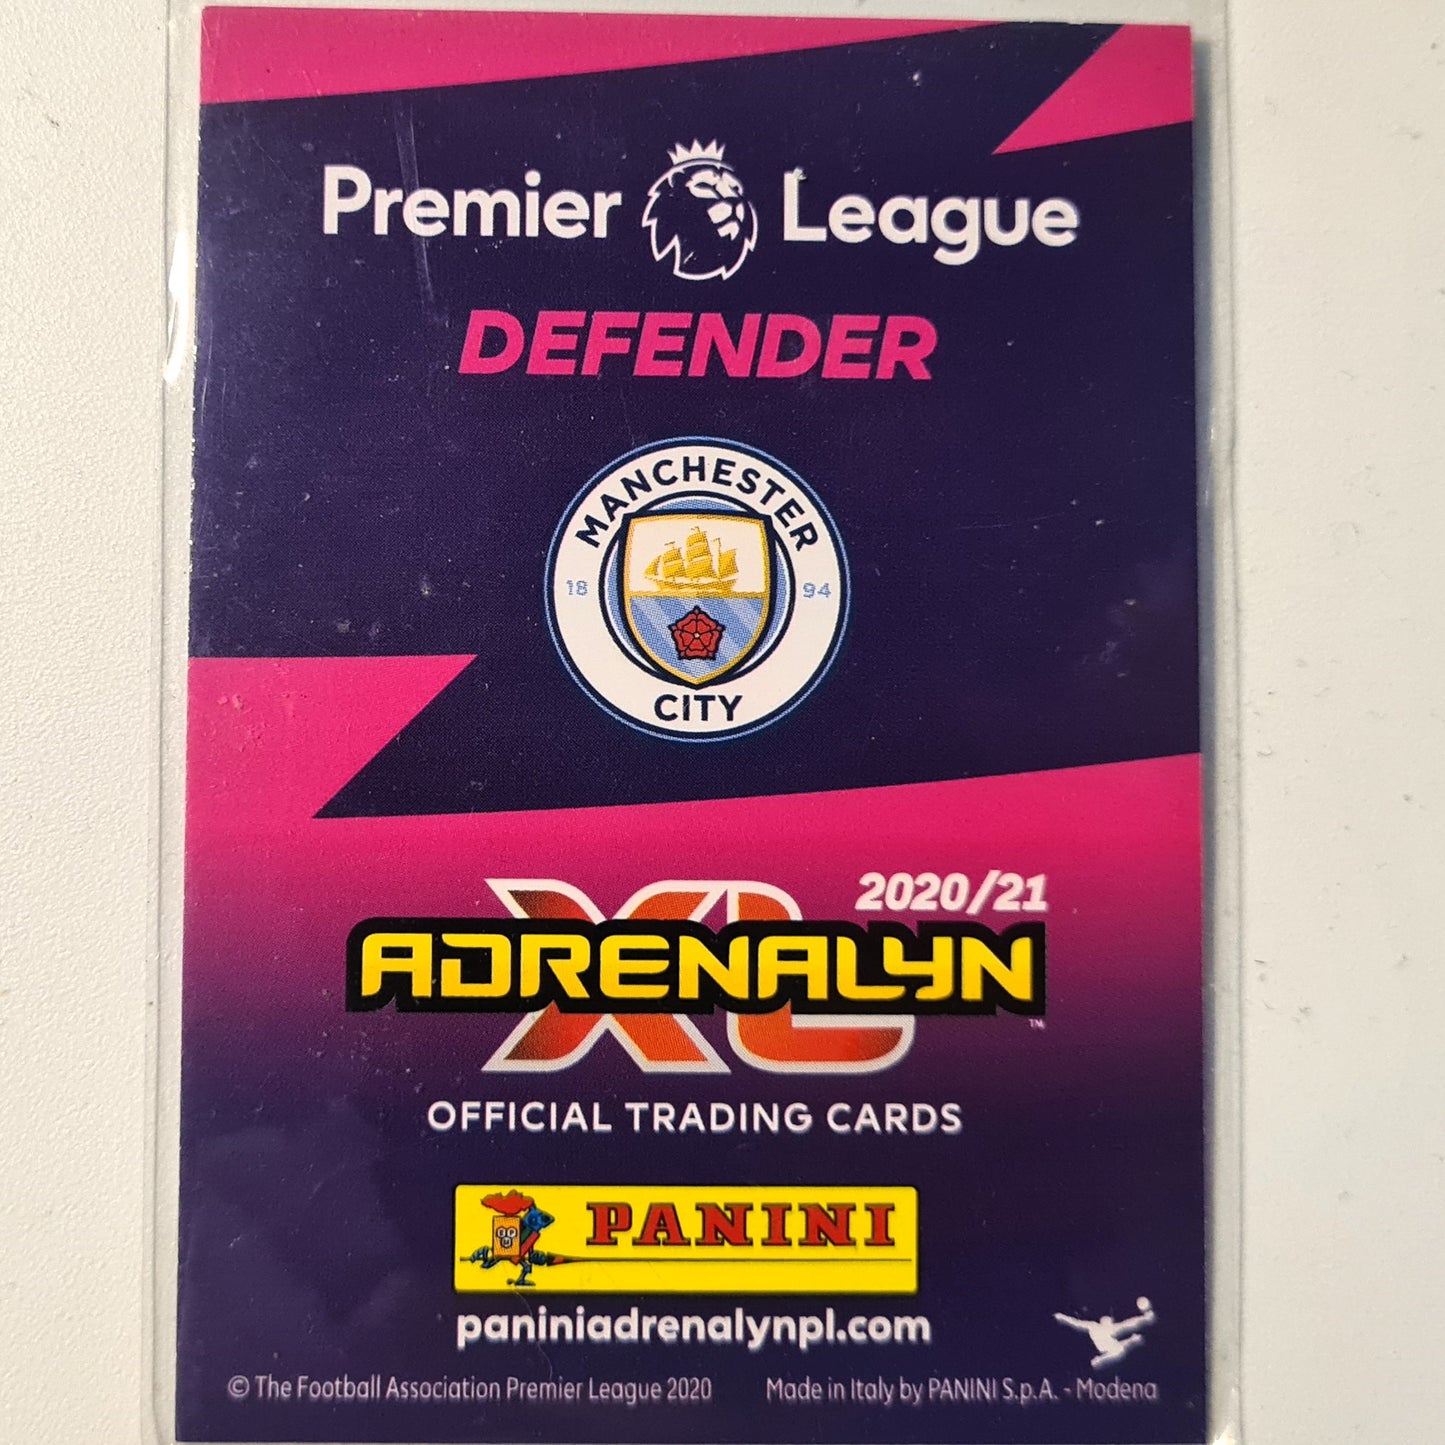 Premier League
DEFENDER
MANCHESTER
18 94
CITY
2020/21
XL
ADRENALYN™
OFFICIAL TRADING CARDS
PANINI
paniniadrenalynpl.com
© The Football Association Premier League 2020 Made in Italy by PANINI S.p.A. - Modena